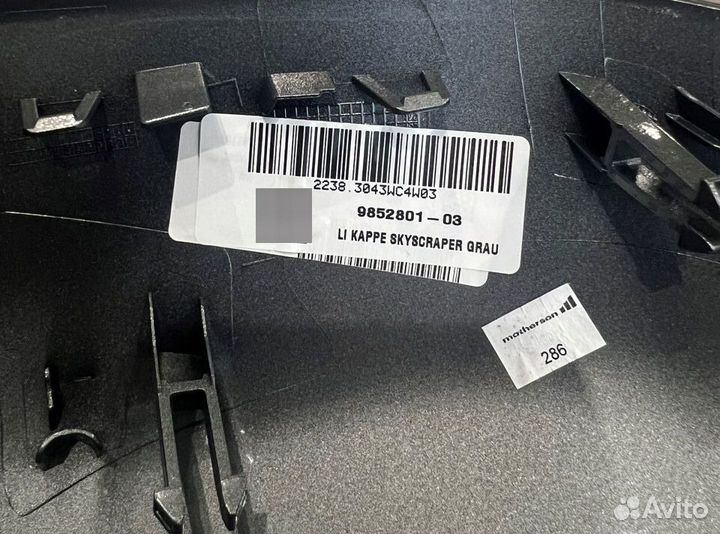 2238.3043WC4W03
9852801-03
LI KAPPE SKYSCRAPER GRAU
motherson
286
Avito